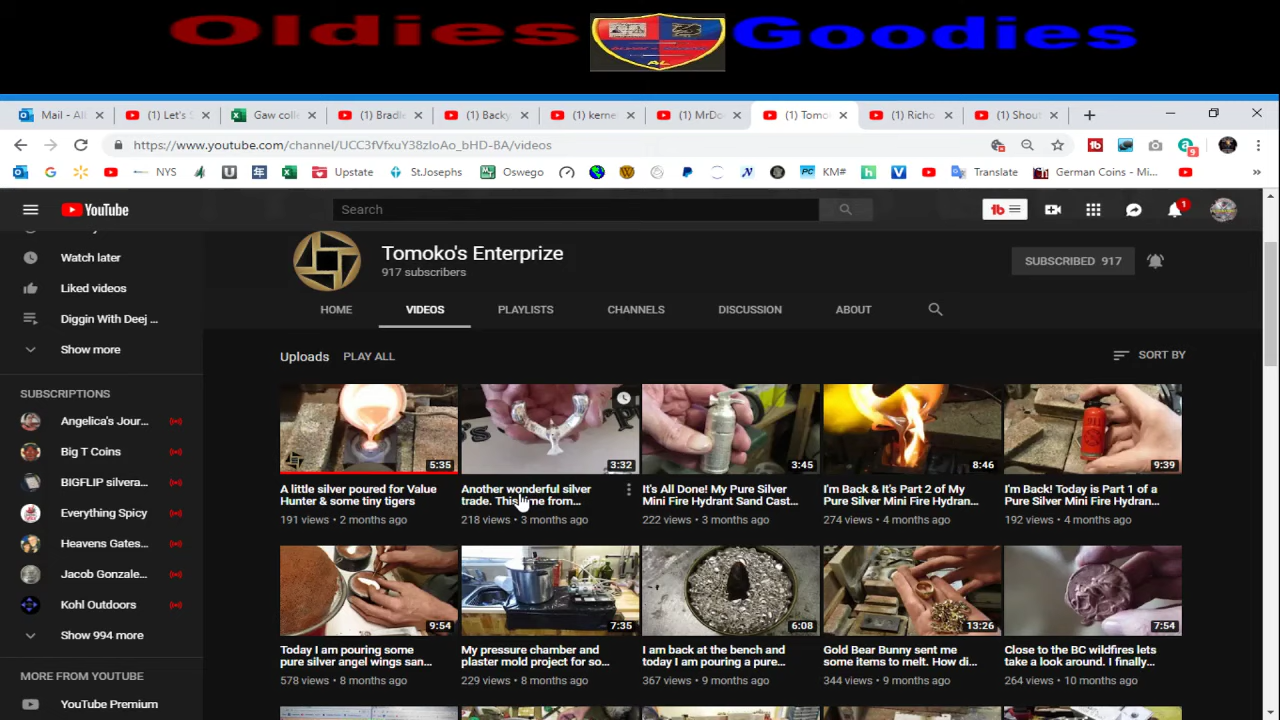 Oldies Goodies
AL
Mail - Al
(1) Let's S
Gaw coll
(1) Bradle
(1) Backy
(1) kerne
(1) MrDo
(1) Tomo
(1) Richo
(1) Shout
https://www.youtube.com/channel/UCC3fVfxuY38zIoAo_bHD-BA/videos
9
NYS
Upstate
St.Josephs
Oswego
KM#
Translate
German Coins - Mi...
»
YouTube
Search
1
Watch later
Liked videos
Diggin With Deej ...
Show more
SUBSCRIPTIONS
Angelica's Jour...
Big T Coins
BIGFLIP silvera...
Everything Spicy
Heavens Gates...
Jacob Gonzale...
Kohl Outdoors
Show 994 more
MORE FROM YOUTUBE
YouTube Premium
Tomoko's Enterprize
917 subscribers
SUBSCRIBED 917
HOME VIDEOS PLAYLISTS CHANNELS DISCUSSION ABOUT
Uploads PLAY ALL
SORT BY
5:35
A little silver poured for Value
Hunter & some tiny tigers
191 views • 2 months ago
3:32
Another wonderful silver
trade. This time from...
218 views • 3 months ago
3:45
It's All Done! My Pure Silver
Mini Fire Hydrant Sand Cast...
222 views • 3 months ago
8:46
I'm Back & It's Part 2 of My
Pure Silver Mini Fire Hydran...
274 views • 4 months ago
9:39
I'm Back! Today is Part 1 of a
Pure Silver Mini Fire Hydran...
192 views • 4 months ago
9:54
Today I am pouring some
pure silver angel wings san...
578 views • 8 months ago
7:35
My pressure chamber and
plaster mold project for so...
229 views • 8 months ago
6:08
I am back at the bench and
today I am pouring a pure...
367 views • 9 months ago
13:26
Gold Bear Bunny sent me
some items to melt. How di...
344 views • 9 months ago
7:54
Close to the BC wildfires lets
take a look around. I finally...
264 views • 10 months ago